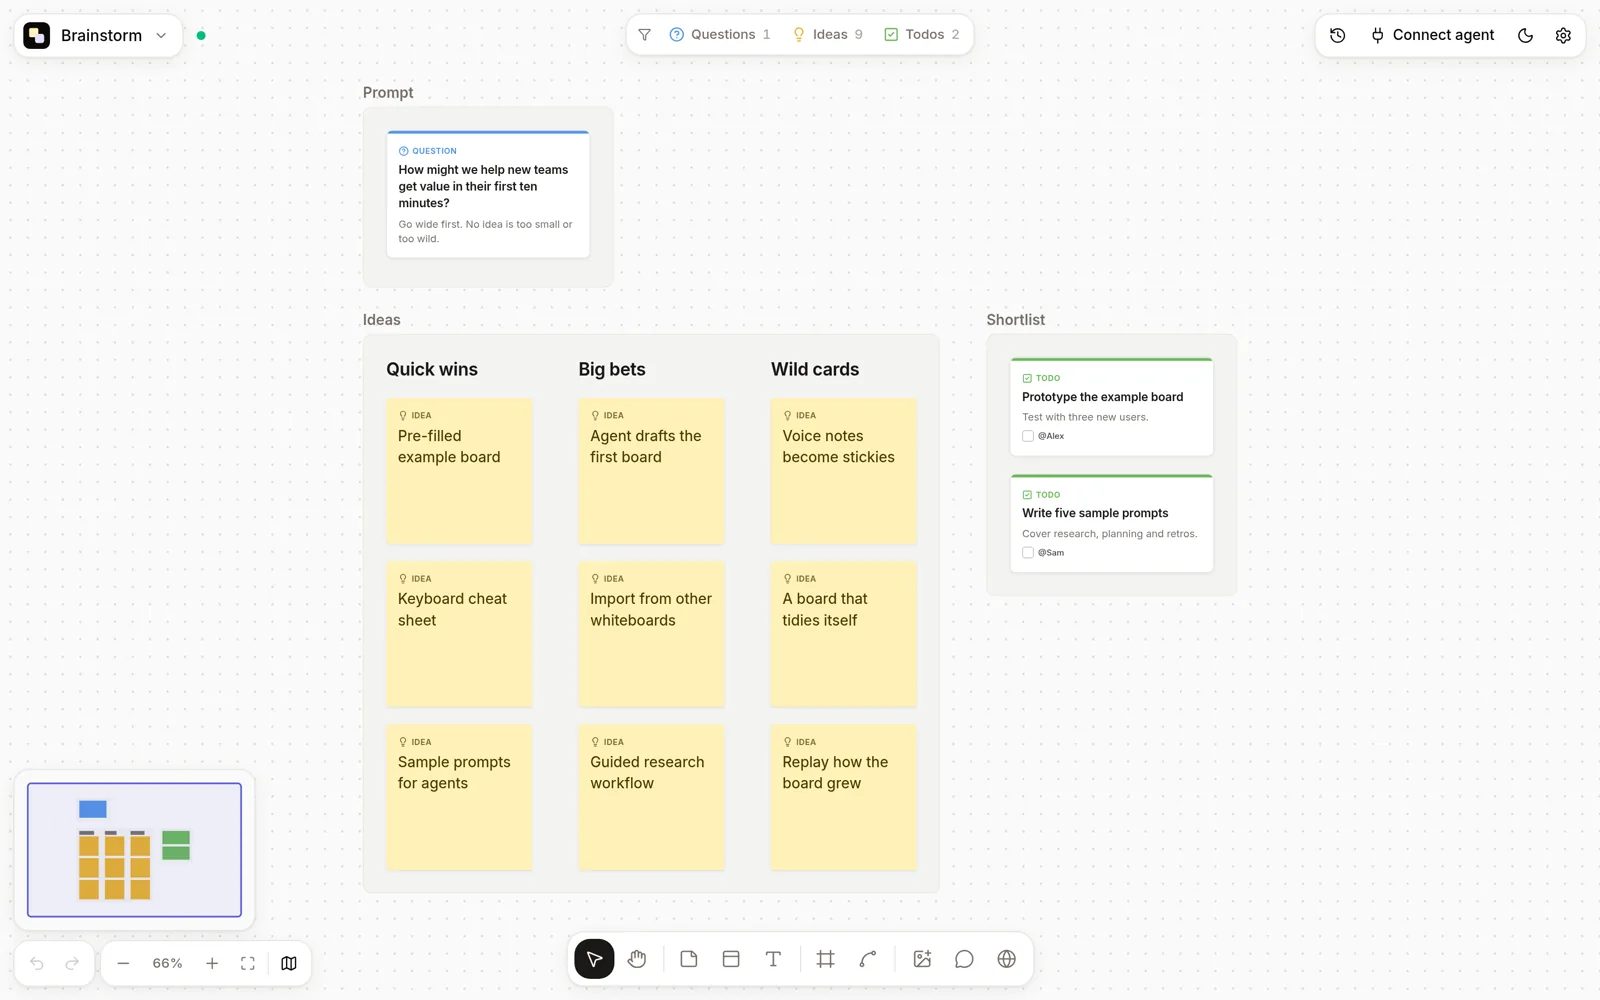 Brainstorm
Questions 1
Ideas 9
Todos 2
Connect agent
Prompt
QUESTION
How might we help new teams
get value in their first ten
minutes?
Go wide first. No idea is too small or
too wild.
Ideas
Quick wins
IDEA
Pre-filled
example board
IDEA
Keyboard cheat
sheet
IDEA
Sample prompts
for agents
Big bets
IDEA
Agent drafts the
first board
IDEA
Import from other
whiteboards
IDEA
Guided research
workflow
Wild cards
IDEA
Voice notes
become stickies
IDEA
A board that
tidies itself
IDEA
Replay how the
board grew
Shortlist
TODO
Prototype the example board
Test with three new users.
@Alex
TODO
Write five sample prompts
Cover research, planning and retros.
@Sam
66%